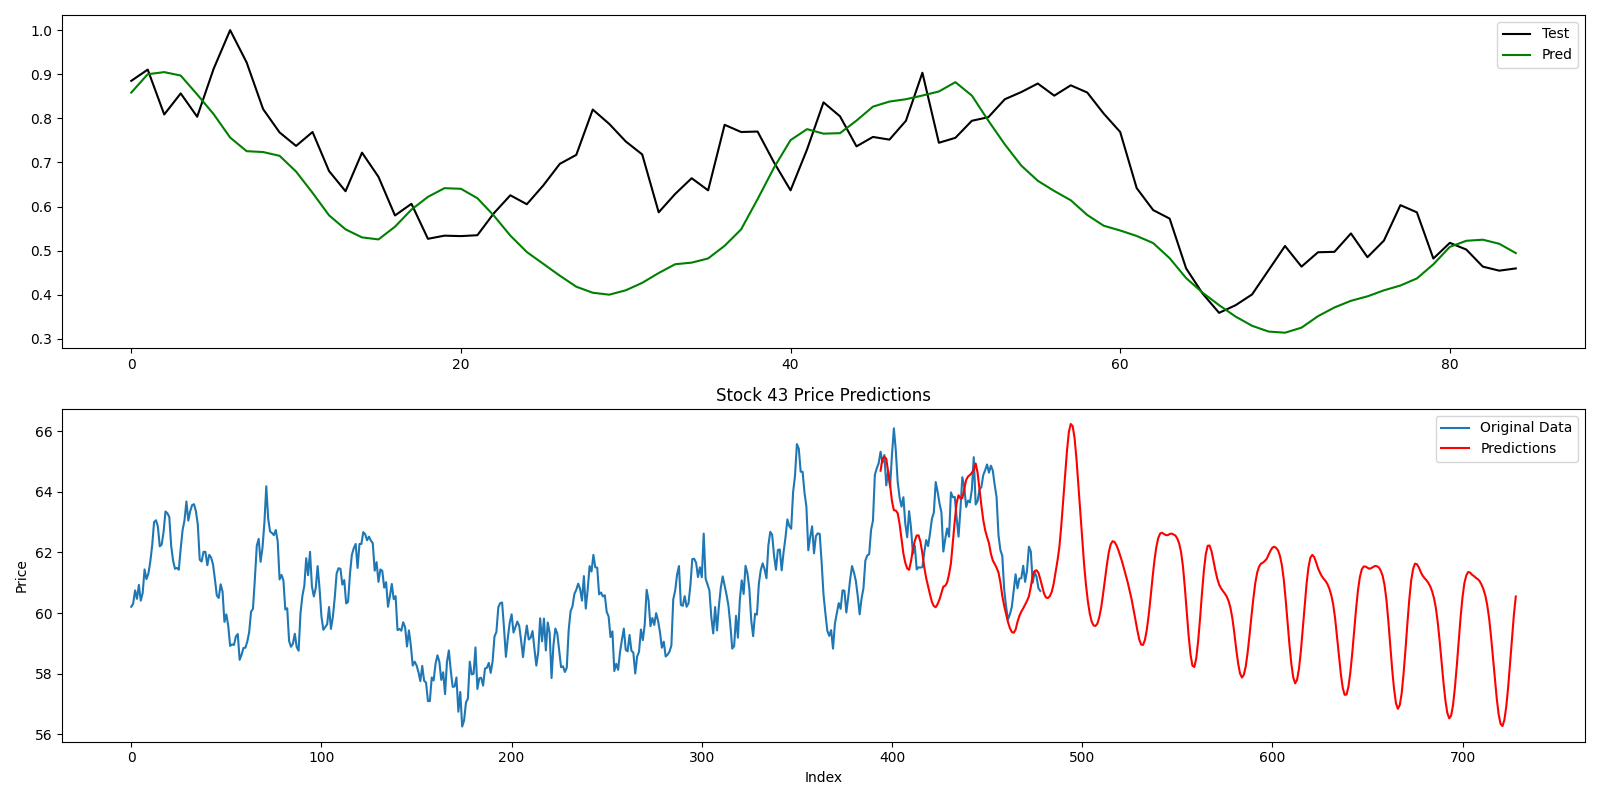 1.0
0.9
0.8
0.7
0.6
0.5
0.4
0.3
Test
Pred
0 20 40 60 80
Stock 43 Price Predictions
66
64
62
60
58
56
Price
Original Data
Predictions
0 100 200 300 400 500 600 700
Index